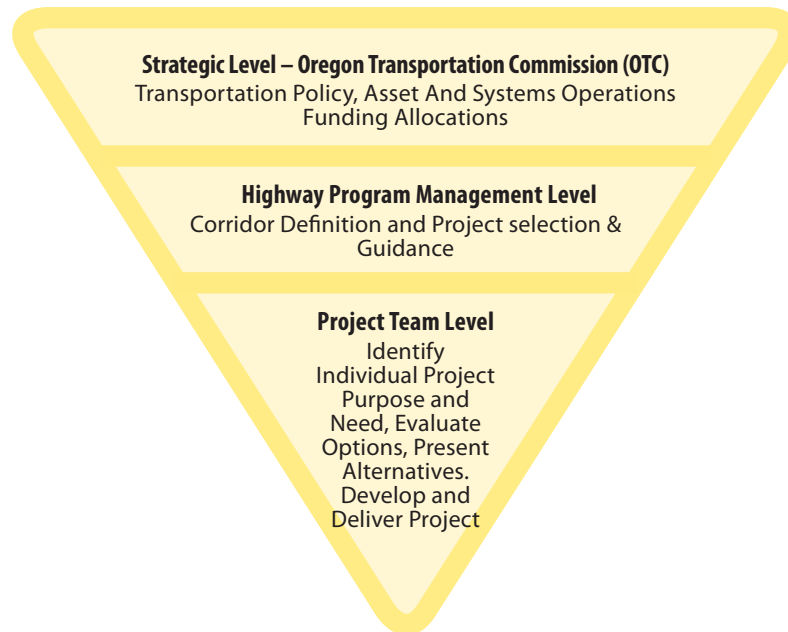 Strategic Level – Oregon Transportation Commission (OTC)
Transportation Policy, Asset And Systems Operations
Funding Allocations
Highway Program Management Level
Corridor Definition and Project selection &
Guidance
Project Team Level
Identify
Individual Project
Purpose and
Need, Evaluate
Options, Present
Alternatives.
Develop and
Deliver Project